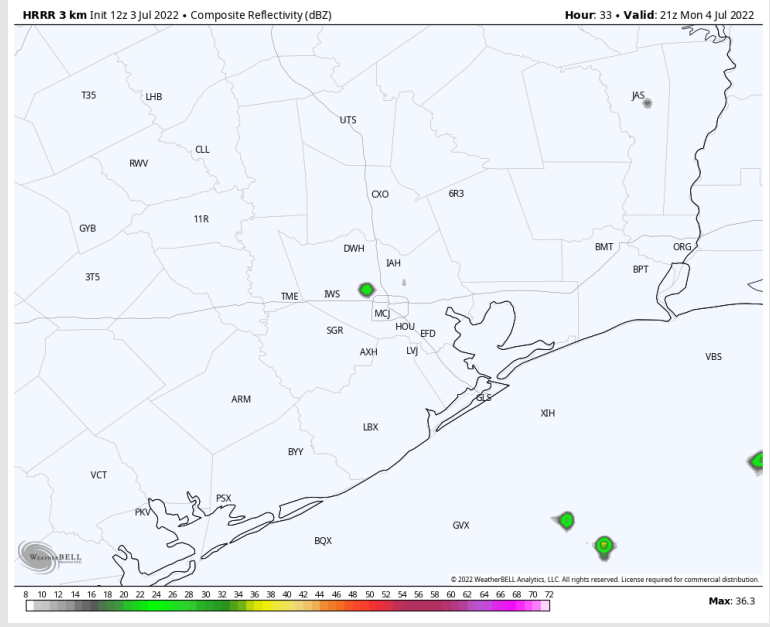 HRRR 3 km Init 12z 3 Jul 2022 • Composite Reflectivity (dBZ) Hour: 33 • Valid: 21z Mon 4 Jul 2022
T35 LHB JAS
UTS
CLL
RWV
CXO 6R3
11R
GYB
DWH BMT ORG
IAH
BPT
3T5
TME IWS
MCJ
SGR HOU EFD
AXH LVJ VBS
ARM GLS
XIH
LBX
BYY
VCT
PSX
PKV
GVX
BQX
WEATHERBELL
© 2022 WeatherBELL Analytics, LLC. All rights reserved. License required for commercial distribution.
8 10 12 14 16 18 20 22 24 26 28 30 32 34 36 38 40 42 44 46 48 50 52 54 56 58 60 62 64 66 68 70 72
Max: 36.3